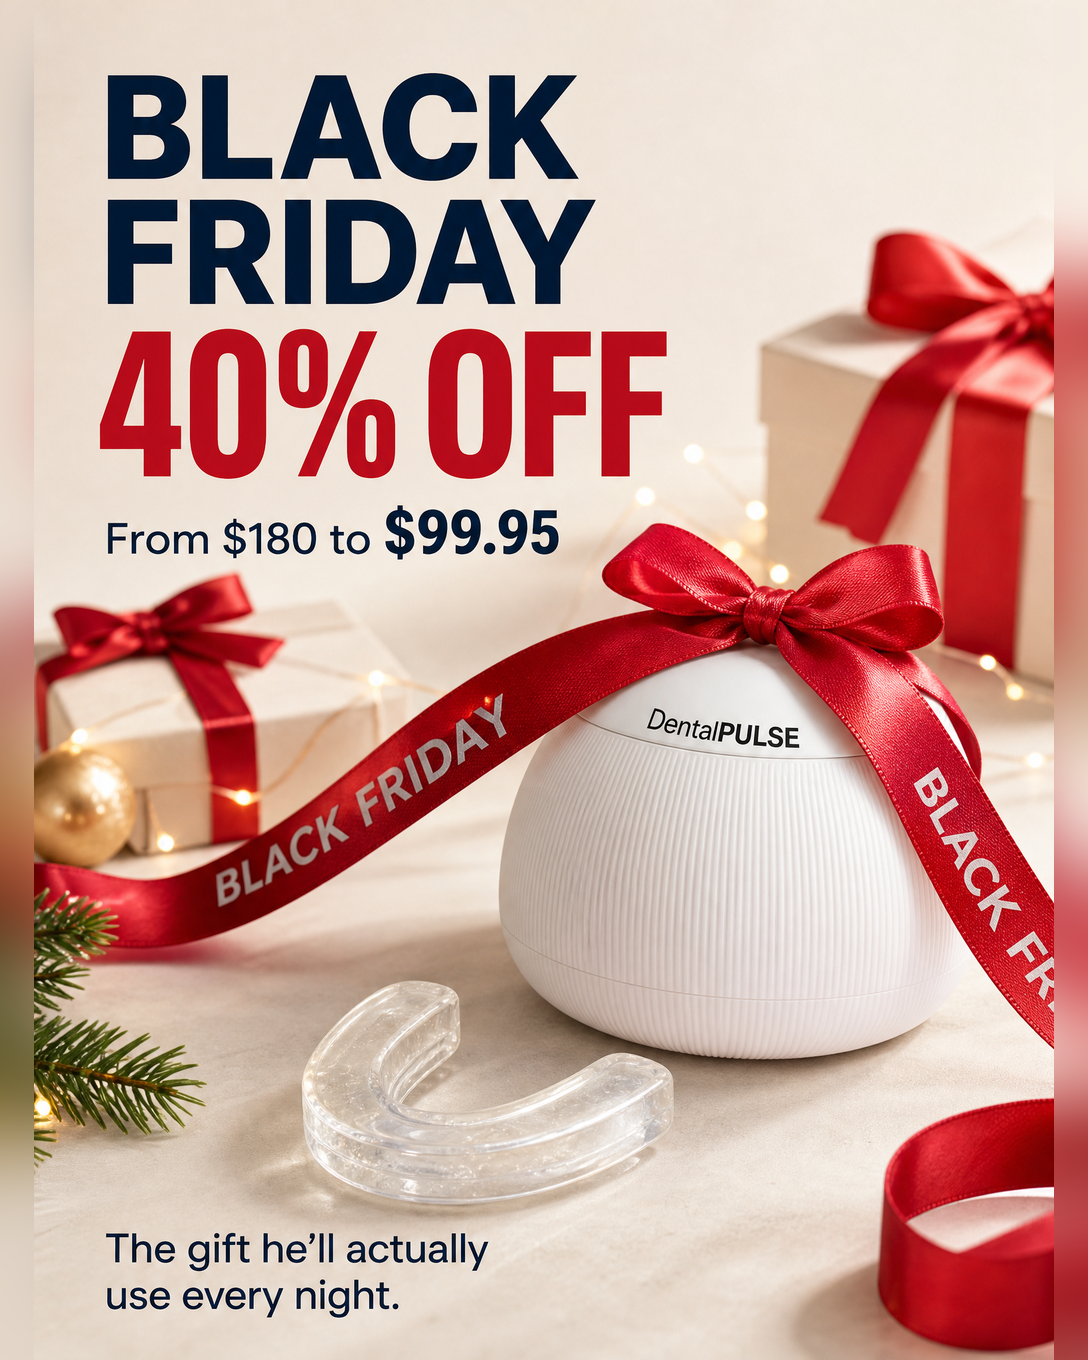 BLACK
FRIDAY
40% OFF
From $180 to $99.95
DentalPULSE
BLACK FRIDAY
BLACK FRI
The gift he’ll actually
use every night.